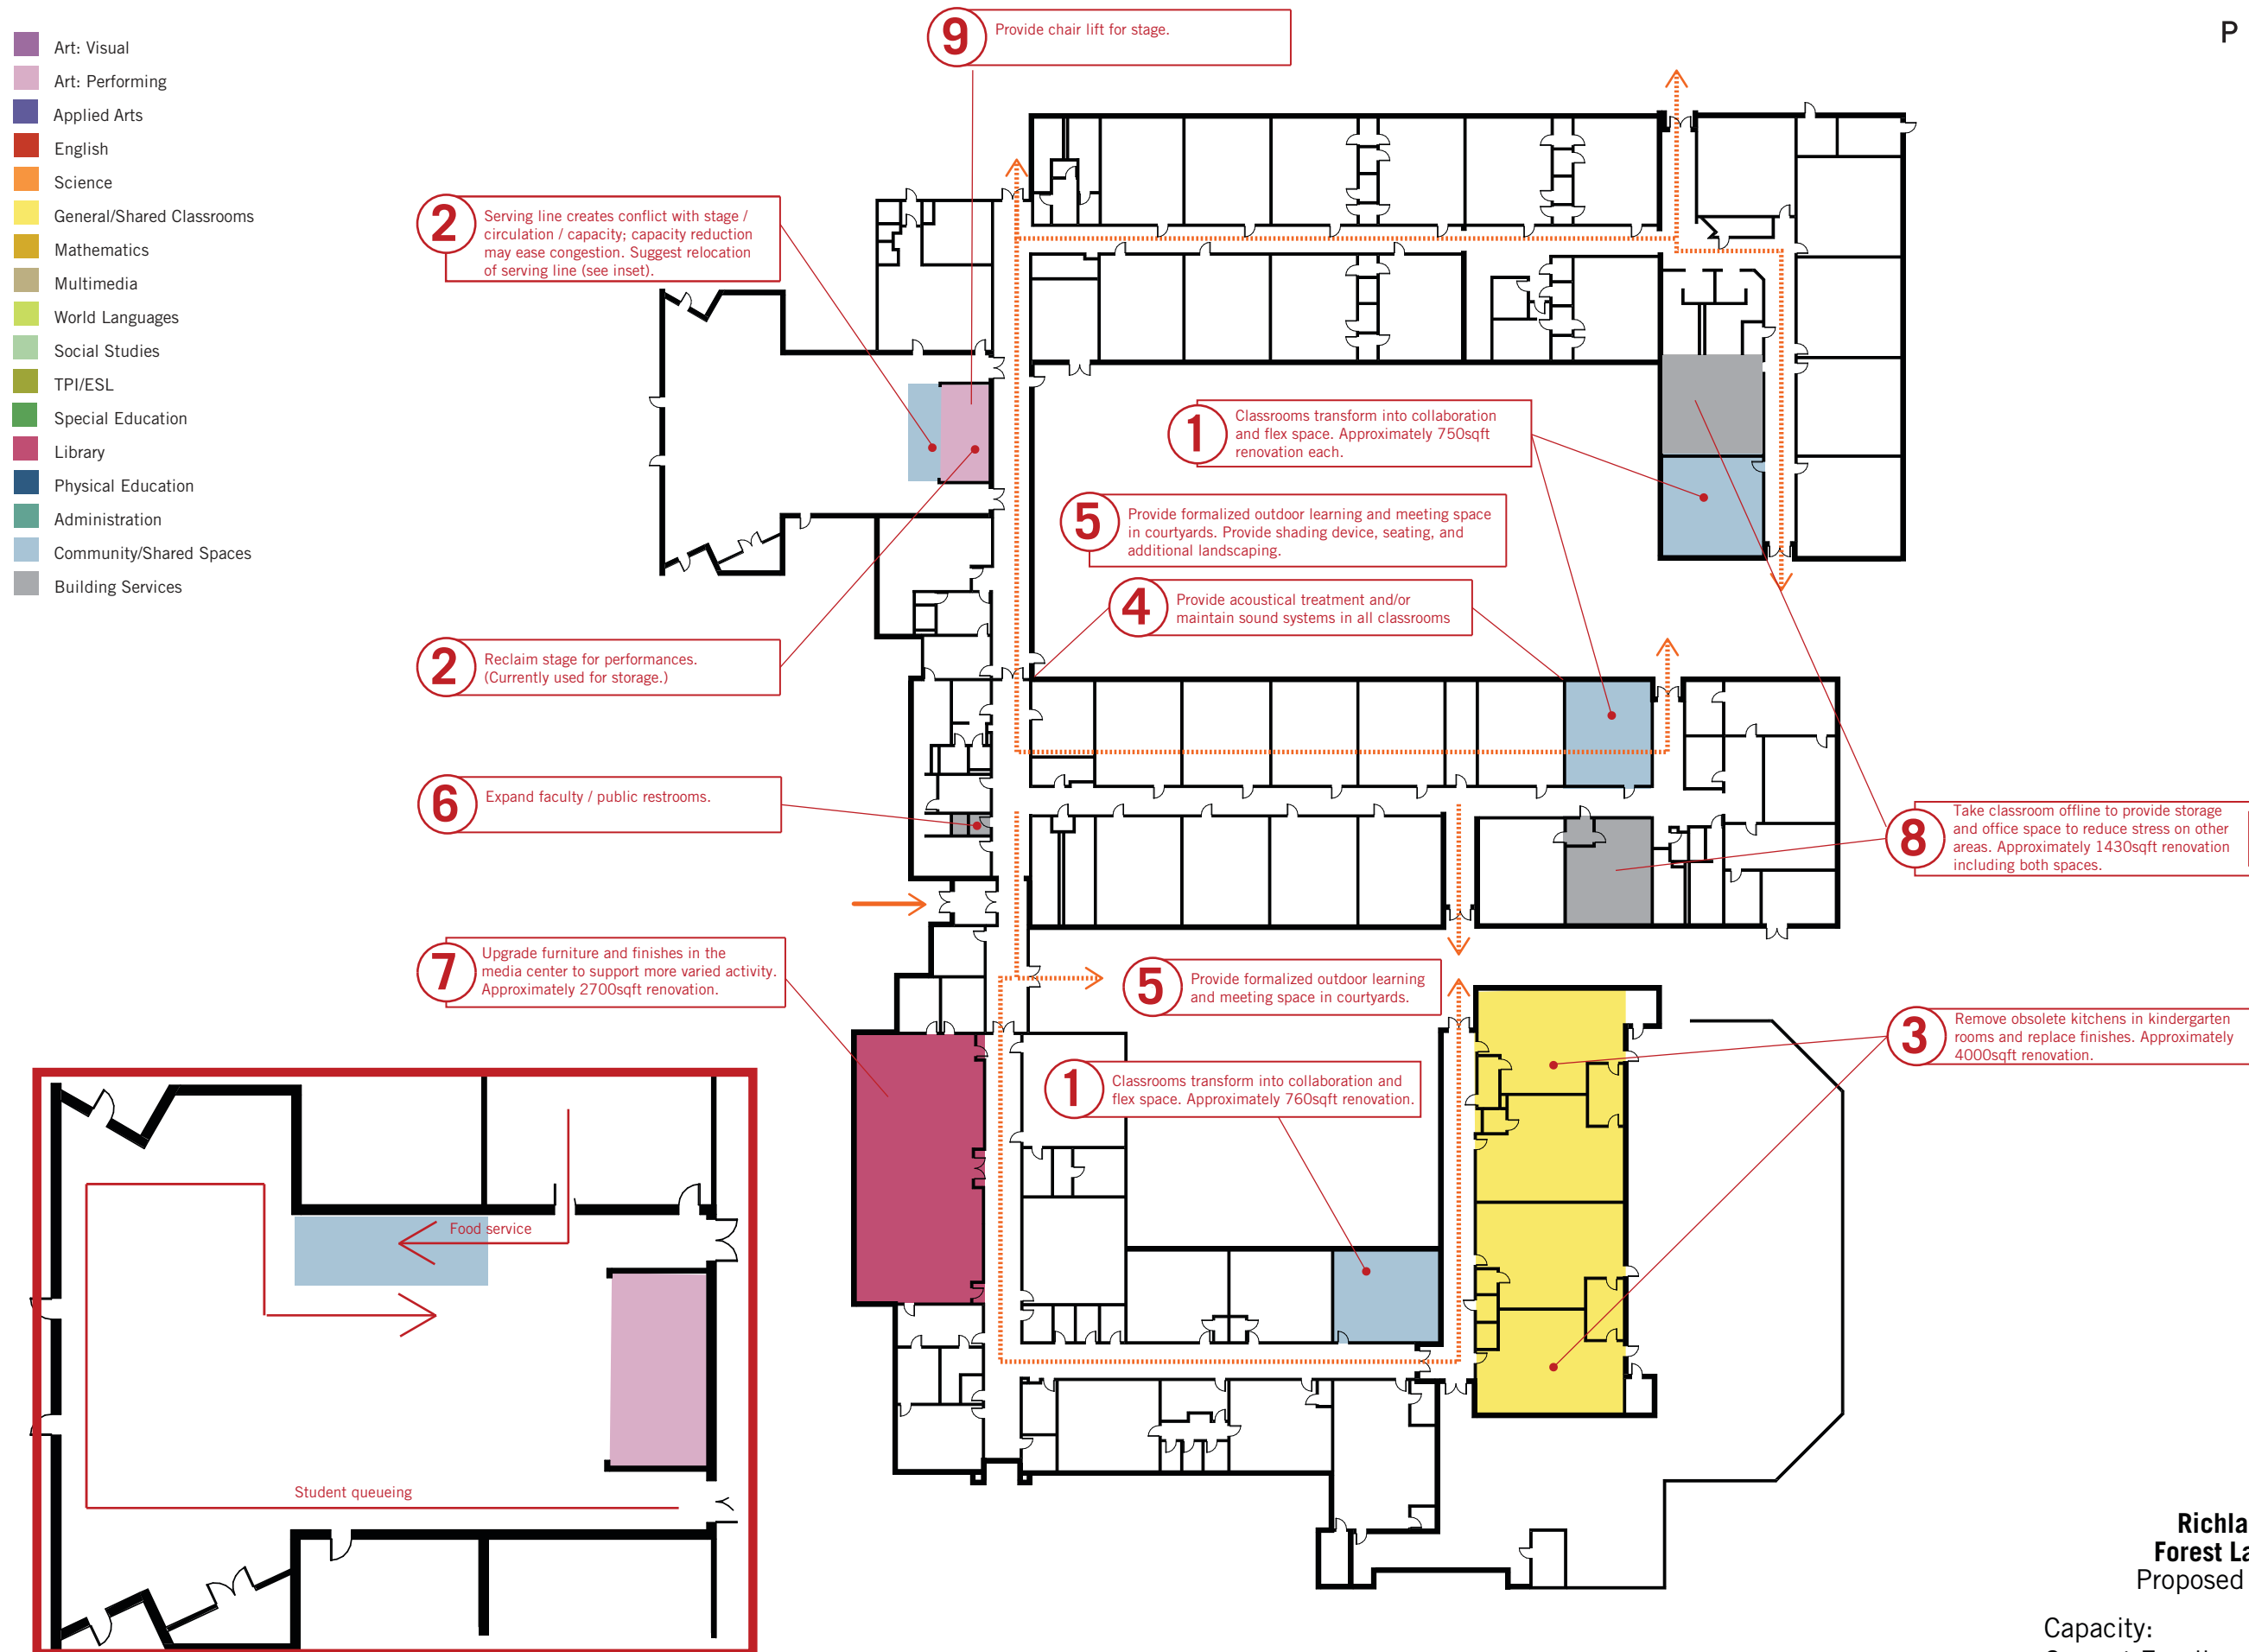 P
Art: Visual
Art: Performing
Applied Arts
English
Science
General/Shared Classrooms
Mathematics
Multimedia
World Languages
Social Studies
TPI/ESL
Special Education
Library
Physical Education
Administration
Community/Shared Spaces
Building Services
9
Provide chair lift for stage.
2
Serving line creates conflict with stage /
circulation / capacity; capacity reduction
may ease congestion. Suggest relocation
of serving line (see inset).
1
Classrooms transform into collaboration
and flex space. Approximately 750sqft
renovation each.
5
Provide formalized outdoor learning and meeting space
in courtyards. Provide shading device, seating, and
additional landscaping.
4
Provide acoustical treatment and/or
maintain sound systems in all classrooms
2
Reclaim stage for performances.
(Currently used for storage.)
6
Expand faculty / public restrooms.
8
Take classroom offline to provide storage
and office space to reduce stress on other
areas. Approximately 1430sqft renovation
including both spaces.
7
Upgrade furniture and finishes in the
media center to support more varied activity.
Approximately 2700sqft renovation.
5
Provide formalized outdoor learning
and meeting space in courtyards.
3
Remove obsolete kitchens in kindergarten
rooms and replace finishes. Approximately
4000sqft renovation.
1
Classrooms transform into collaboration and
flex space. Approximately 760sqft renovation.
Food service
Student queueing
Richla
Forest La
Proposed
Capacity: